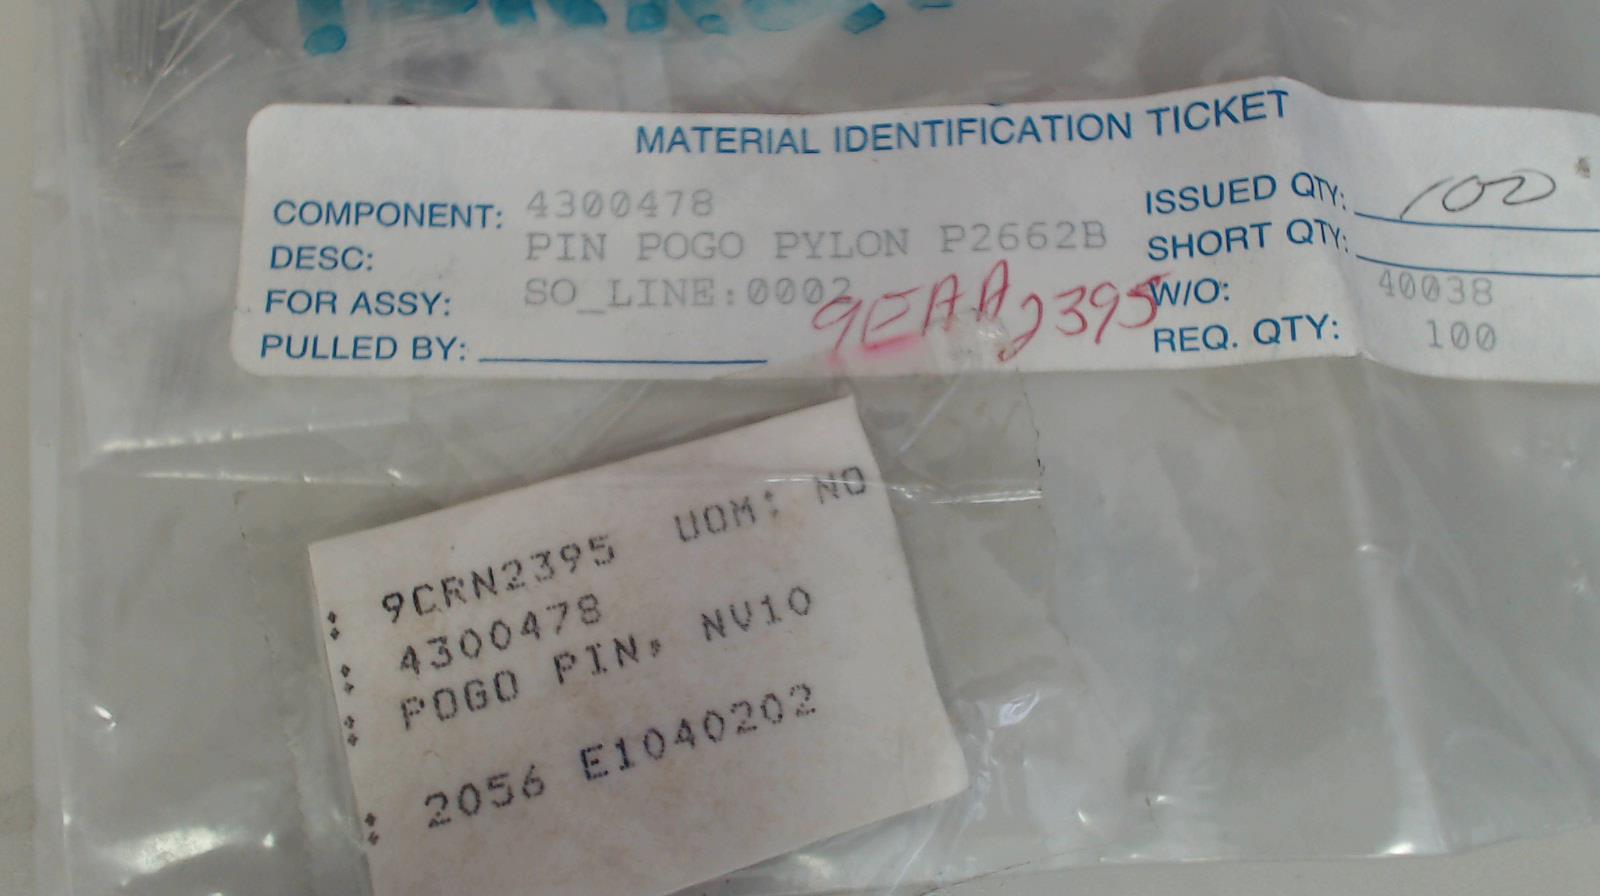 MATERIAL IDENTIFICATION TICKET
COMPONENT: 4300478
DESC: PIN POGO PYLON P2662B
FOR ASSY: SO_LINE:0002
PULLED BY:
9EAA2395
ISSUED QTY: 100
SHORT QTY:
W/O: 40038
REQ. QTY: 100
: 9CRN2395 UOM: NO
: 4300478
: POGO PIN, NV10
: 2056 E1040202